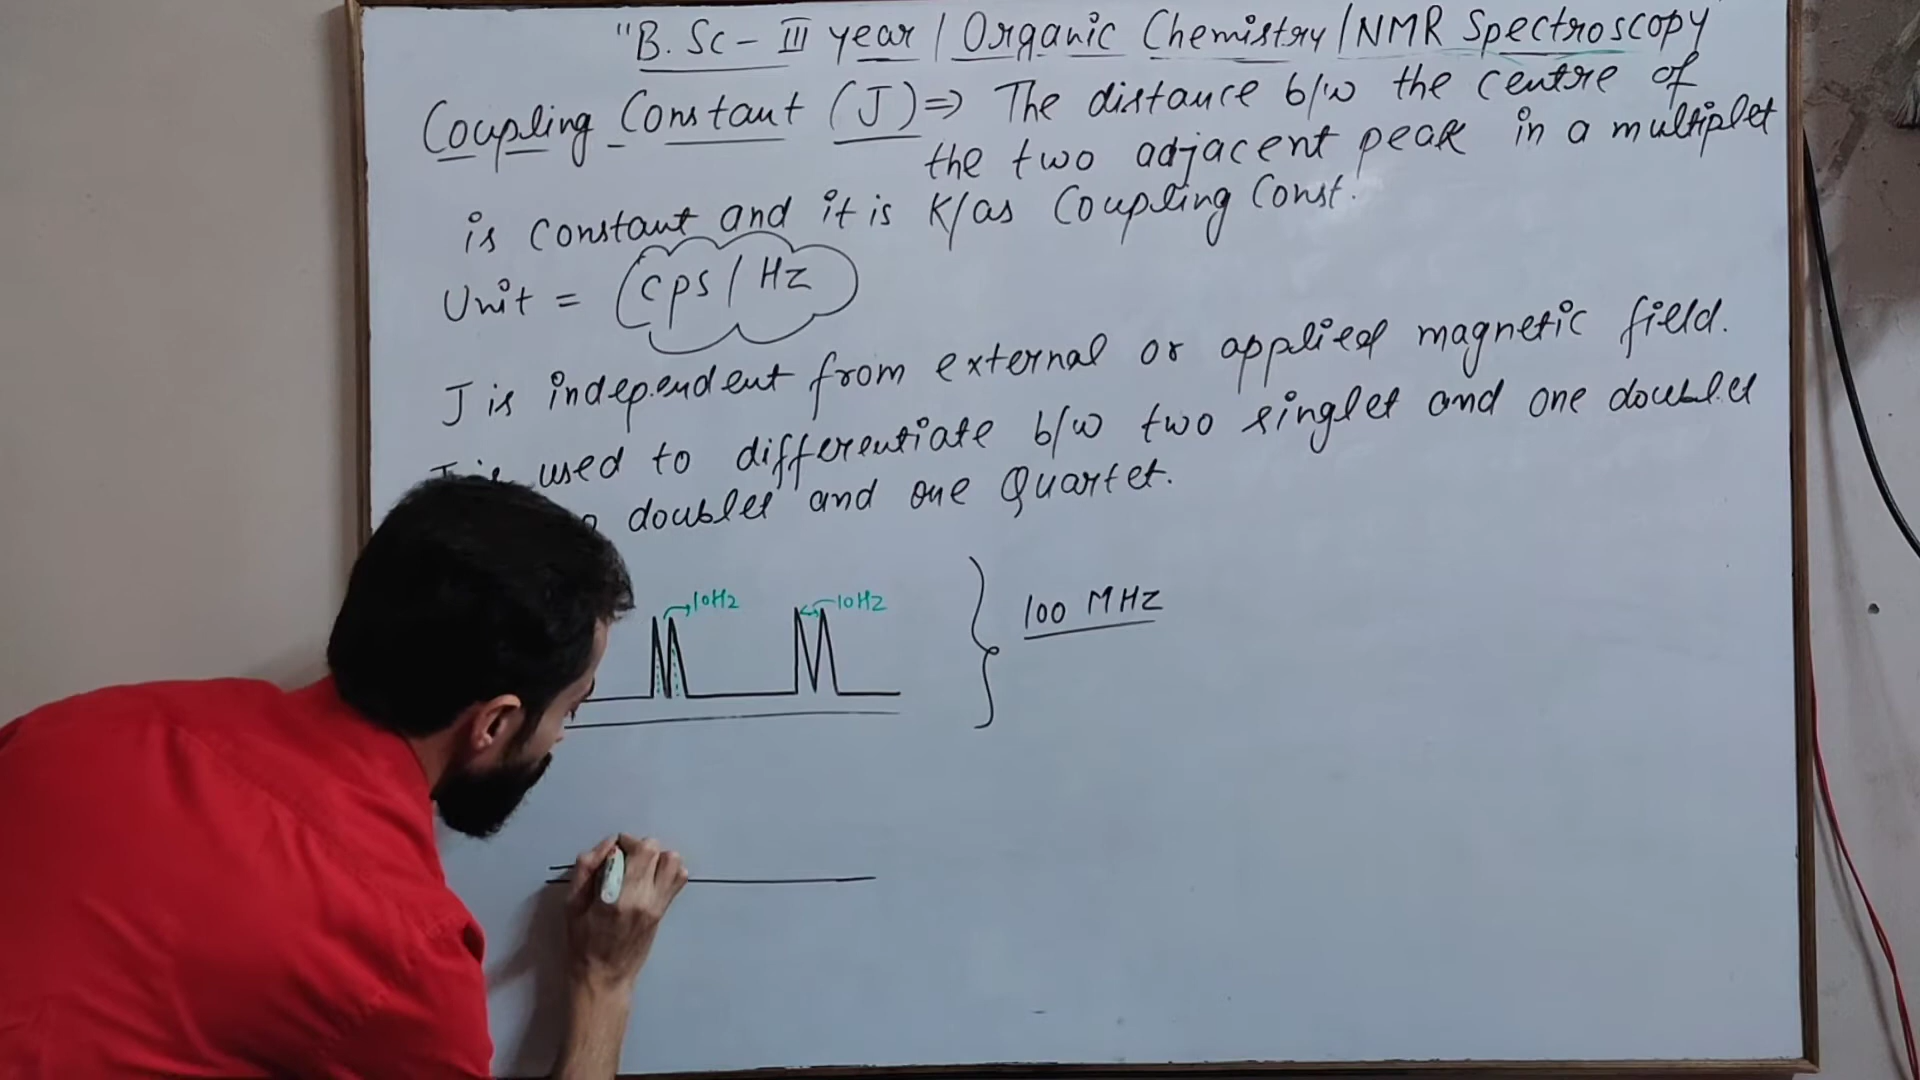 "B. Sc - III year / Organic Chemistry / NMR Spectroscopy
Coupling Constant (J) ⇒ The distance b/w the centre of
the two adjacent peak in a multiplet
is constant and it is K/as Coupling Const.
Unit = (cps / Hz)
J is independent from external or applied magnetic field.
used to differentiate b/w two singlet and one doublet
doublet and one Quartet.
10Hz 10Hz
100 MHz